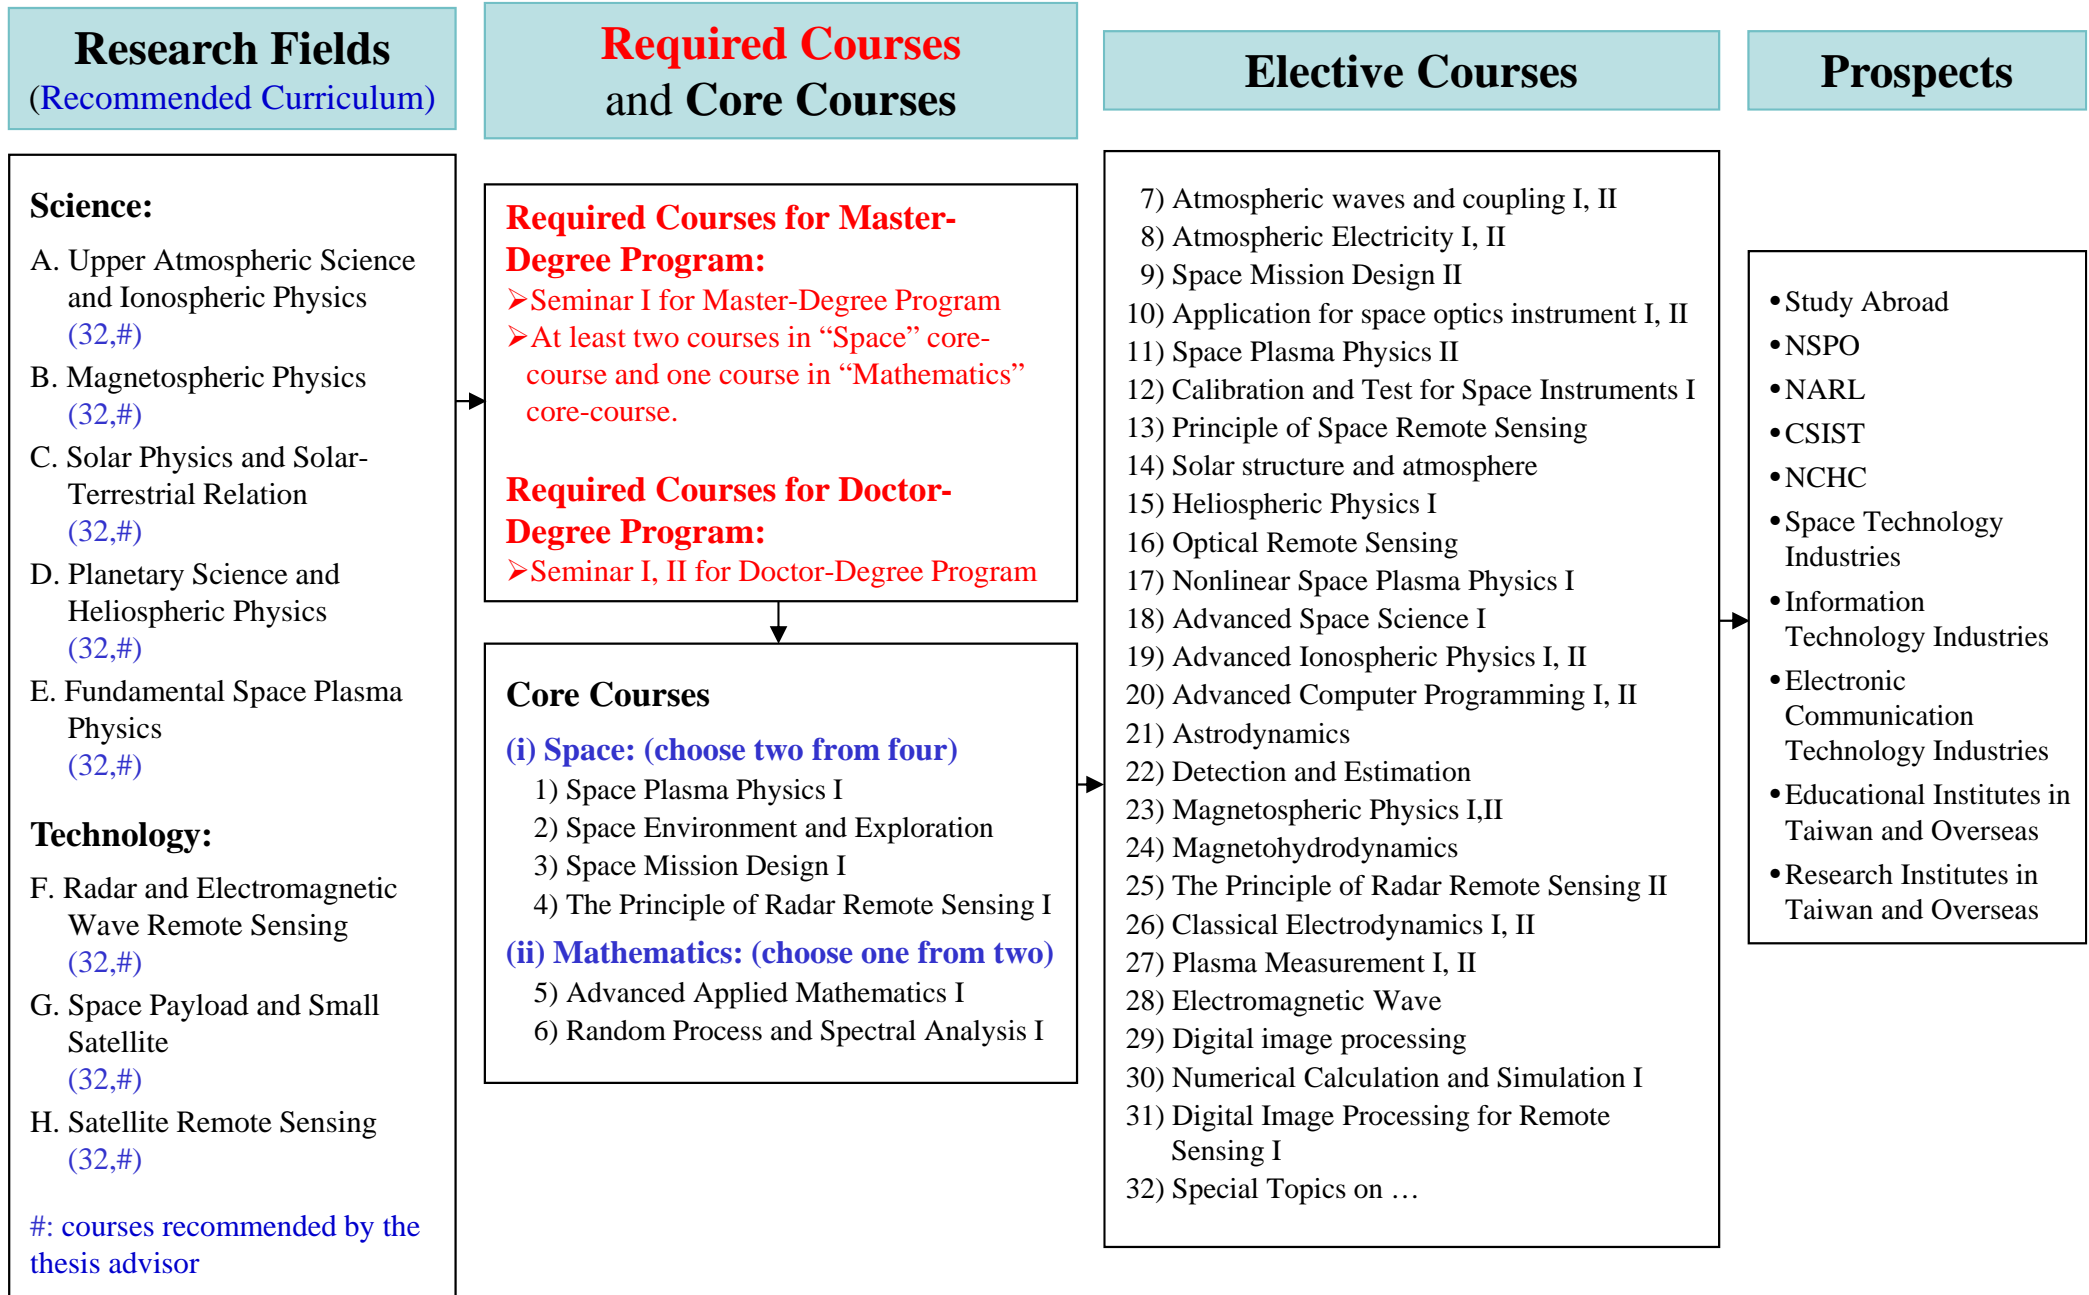 Research Fields
(Recommended Curriculum)
Science:
A. Upper Atmospheric Science
and Ionospheric Physics
(32,#)
B. Magnetospheric Physics
(32,#)
C. Solar Physics and Solar-
Terrestrial Relation
(32,#)
D. Planetary Science and
Heliospheric Physics
(32,#)
E. Fundamental Space Plasma
Physics
(32,#)
Technology:
F. Radar and Electromagnetic
Wave Remote Sensing
(32,#)
G. Space Payload and Small
Satellite
(32,#)
H. Satellite Remote Sensing
(32,#)
#: courses recommended by the
thesis advisor
Required Courses
and Core Courses
Required Courses for Master-
Degree Program:
➢Seminar I for Master-Degree Program
➢At least two courses in “Space” core-
course and one course in “Mathematics”
core-course.
Required Courses for Doctor-
Degree Program:
➢Seminar I, II for Doctor-Degree Program
Core Courses
(i) Space: (choose two from four)
1) Space Plasma Physics I
2) Space Environment and Exploration
3) Space Mission Design I
4) The Principle of Radar Remote Sensing I
(ii) Mathematics: (choose one from two)
5) Advanced Applied Mathematics I
6) Random Process and Spectral Analysis I
Elective Courses
7) Atmospheric waves and coupling I, II
8) Atmospheric Electricity I, II
9) Space Mission Design II
10) Application for space optics instrument I, II
11) Space Plasma Physics II
12) Calibration and Test for Space Instruments I
13) Principle of Space Remote Sensing
14) Solar structure and atmosphere
15) Heliospheric Physics I
16) Optical Remote Sensing
17) Nonlinear Space Plasma Physics I
18) Advanced Space Science I
19) Advanced Ionospheric Physics I, II
20) Advanced Computer Programming I, II
21) Astrodynamics
22) Detection and Estimation
23) Magnetospheric Physics I,II
24) Magnetohydrodynamics
25) The Principle of Radar Remote Sensing II
26) Classical Electrodynamics I, II
27) Plasma Measurement I, II
28) Electromagnetic Wave
29) Digital image processing
30) Numerical Calculation and Simulation I
31) Digital Image Processing for Remote
Sensing I
32) Special Topics on …
Prospects
•Study Abroad
•NSPO
•NARL
•CSIST
•NCHC
•Space Technology
Industries
•Information
Technology Industries
•Electronic
Communication
Technology Industries
•Educational Institutes in
Taiwan and Overseas
•Research Institutes in
Taiwan and Overseas